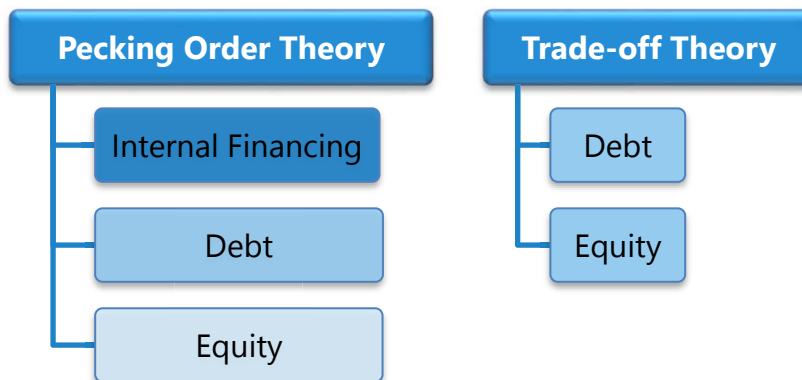 Pecking Order Theory
Internal Financing
Debt
Equity
Trade-off Theory
Debt
Equity